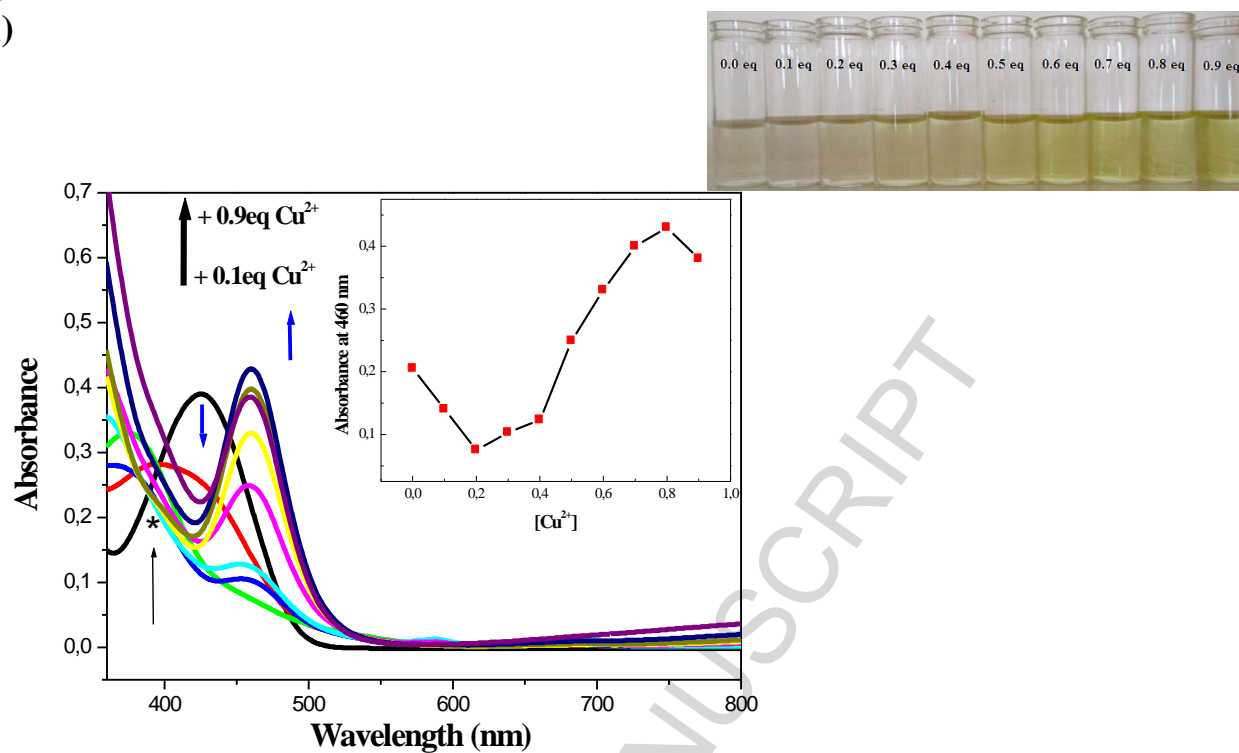 )
0.0 eq 0.1 eq 0.2 eq 0.3 eq 0.4 eq 0.5 eq 0.6 eq 0.7 eq 0.8 eq 0.9 eq
+ 0.9eq Cu²⁺
+ 0.1eq Cu²⁺
0,7
0,6
0,5
0,4
0,3
0,2
0,1
0,0
Absorbance
*
400 500 600 700 800
Wavelength (nm)
0,4
0,3
0,2
0,1
Absorbance at 460 nm
0,0 0,2 0,4 0,6 0,8 1,0
[Cu²⁺]
NUSCRIPT